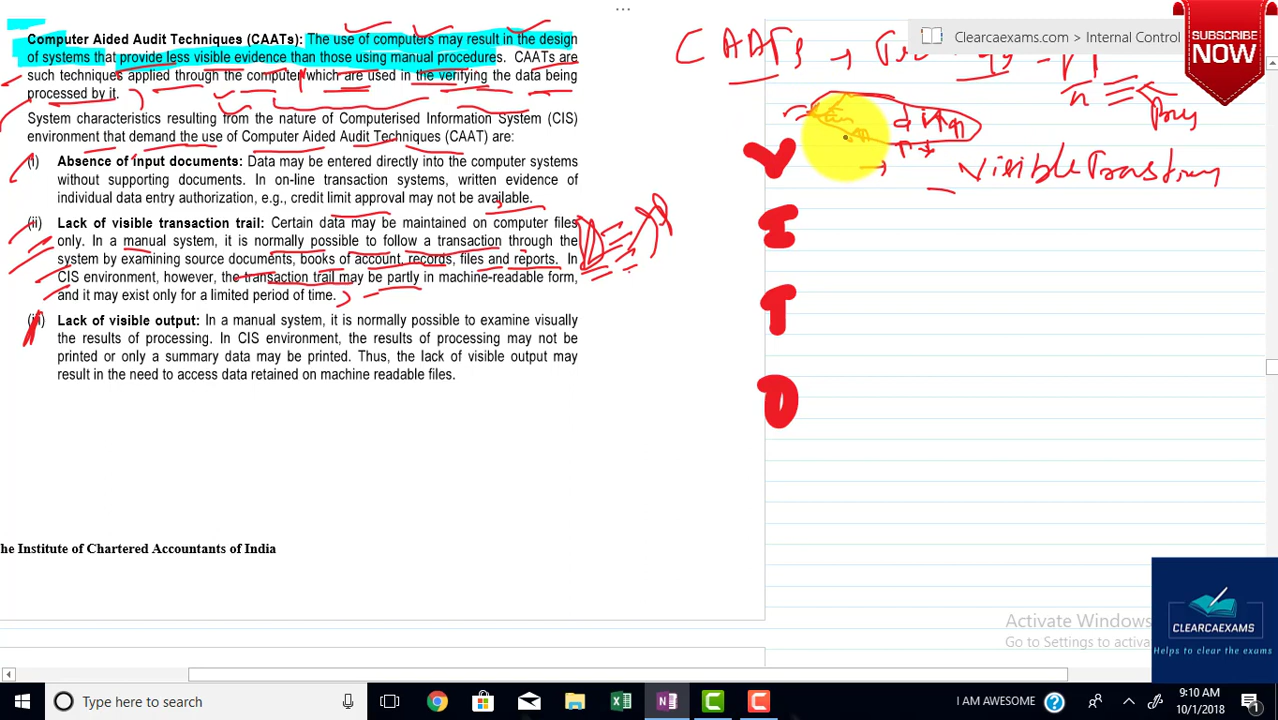 Computer Aided Audit Techniques (CAATs): The use of computers may result in the design
of systems that provide less visible evidence than those using manual procedures. CAATs are
such techniques applied through the computer which are used in the verifying the data being
processed by it.
System characteristics resulting from the nature of Computerised Information System (CIS)
environment that demand the use of Computer Aided Audit Techniques (CAAT) are:
(i) Absence of input documents: Data may be entered directly into the computer systems
without supporting documents. In on-line transaction systems, written evidence of
individual data entry authorization, e.g., credit limit approval may not be available.
(ii) Lack of visible transaction trail: Certain data may be maintained on computer files
only. In a manual system, it is normally possible to follow a transaction through the
system by examining source documents, books of account, records, files and reports. In
CIS environment, however, the transaction trail may be partly in machine-readable form,
and it may exist only for a limited period of time.
(iii) Lack of visible output: In a manual system, it is normally possible to examine visually
the results of processing. In CIS environment, the results of processing may not be
printed or only a summary data may be printed. Thus, the lack of visible output may
result in the need to access data retained on machine readable files.
he Institute of Chartered Accountants of India
CAATs
Visible
V
I
T
O
Clearcaexams.com - Internal Control
SUBSCRIBE
NOW
CLEARCAEXAMS
Helps to clear the exams
Activate Windows
Go to Settings to activa
Type here to search
I AM AWESOME
9:10 AM
10/1/2018